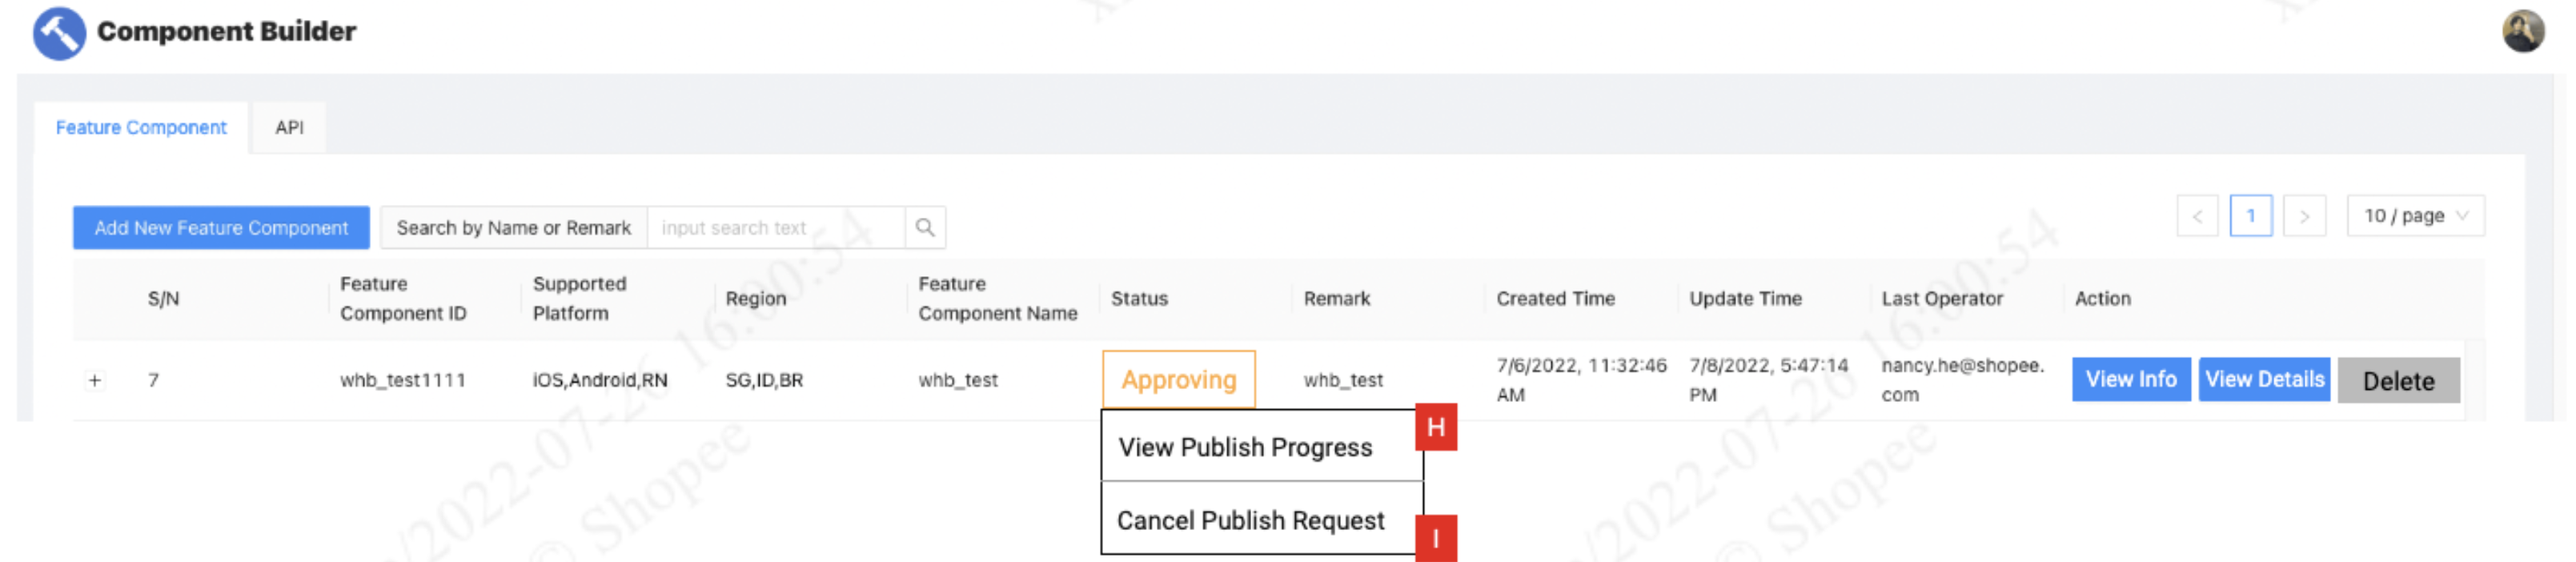 Component Builder
Feature Component API
Add New Feature Component Search by Name or Remark input search text < 1 > 10 / page
S/N Feature Component ID Supported Platform Region Feature Component Name Status Remark Created Time Update Time Last Operator Action
+ 7 whb_test1111 iOS,Android,RN SG,ID,BR whb_test Approving whb_test 7/6/2022, 11:32:46 AM 7/8/2022, 5:47:14 PM nancy.he@shopee.com View Info View Details Delete
View Publish Progress H
Cancel Publish Request I
16:00:54
16:00:54
/2022-07-26
© Shopee
/2022-07-26
© Shopee